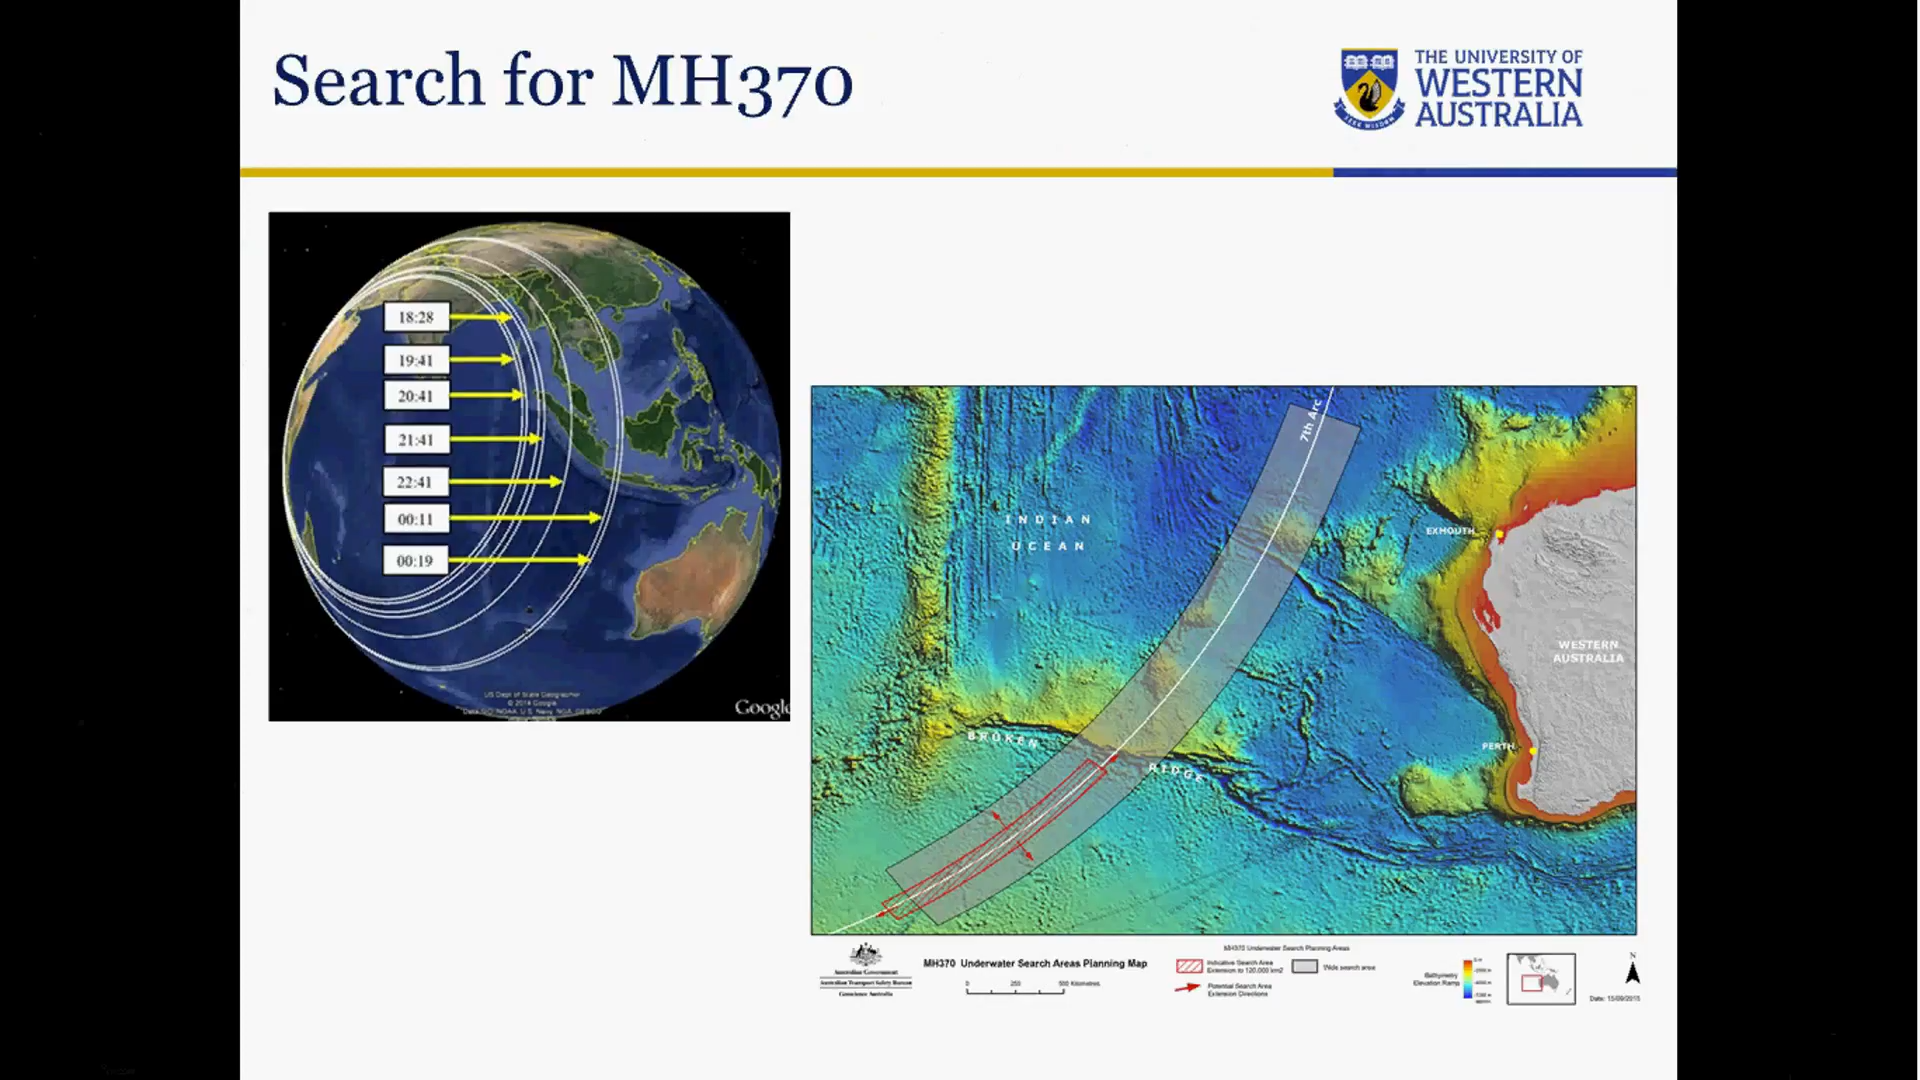 Search for MH370
THE UNIVERSITY OF
WESTERN
AUSTRALIA
SEEK WISDOM
18:28
19:41
20:41
21:41
22:41
00:11
00:19
US Dept of State Geographer
© 2014 Google
Data SIO, NOAA, U.S. Navy, NGA, GEBCO
Google
7th Arc
INDIAN
OCEAN
EXMOUTH
WESTERN
AUSTRALIA
BROKEN
RIDGE
PERTH
Australian Government
Australian Transport Safety Bureau
Geoscience Australia
MH370 Underwater Search Areas Planning Map
0 250 500 Kilometres
MH370 Underwater Search Planning Areas
Indicative Search Area
Extension to 120,000 km2
Wide search area
Potential Search Area
Extension Directions
Bathymetry
Elevation Ramp
N